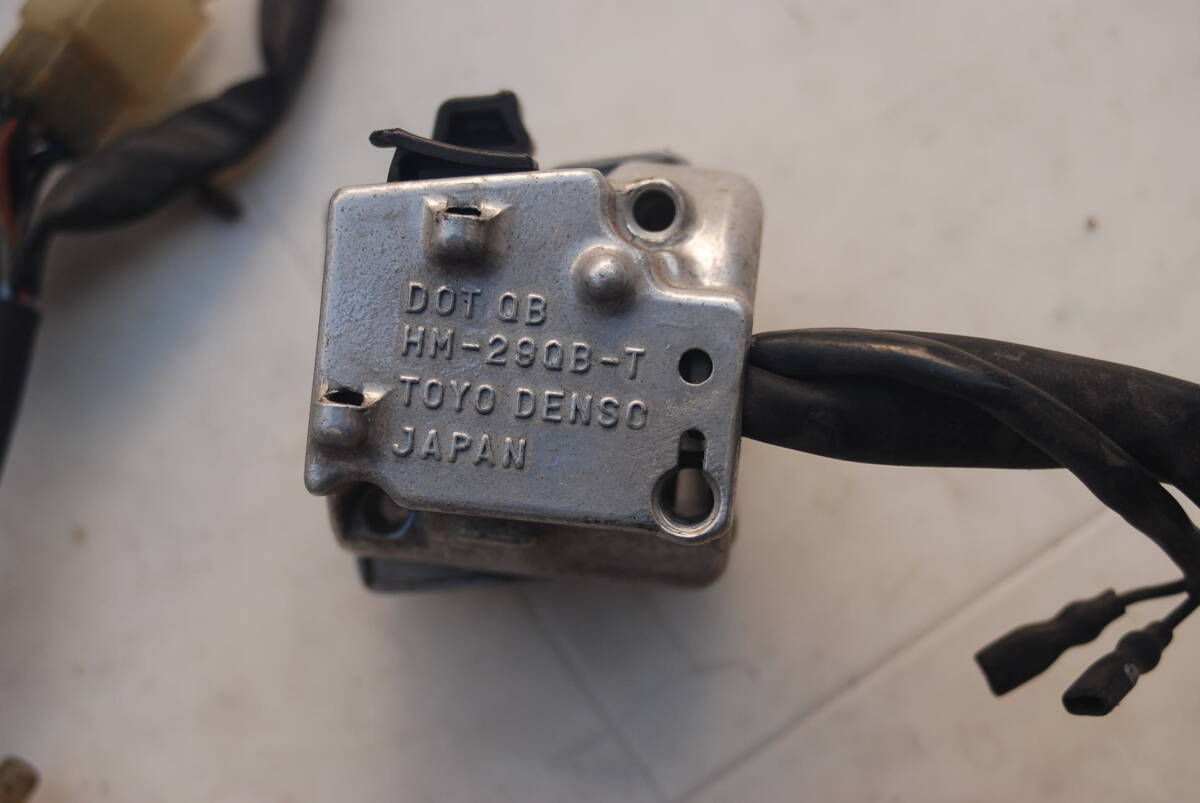 DOT QB
HM-29QB-T
TOYO DENSO
JAPAN